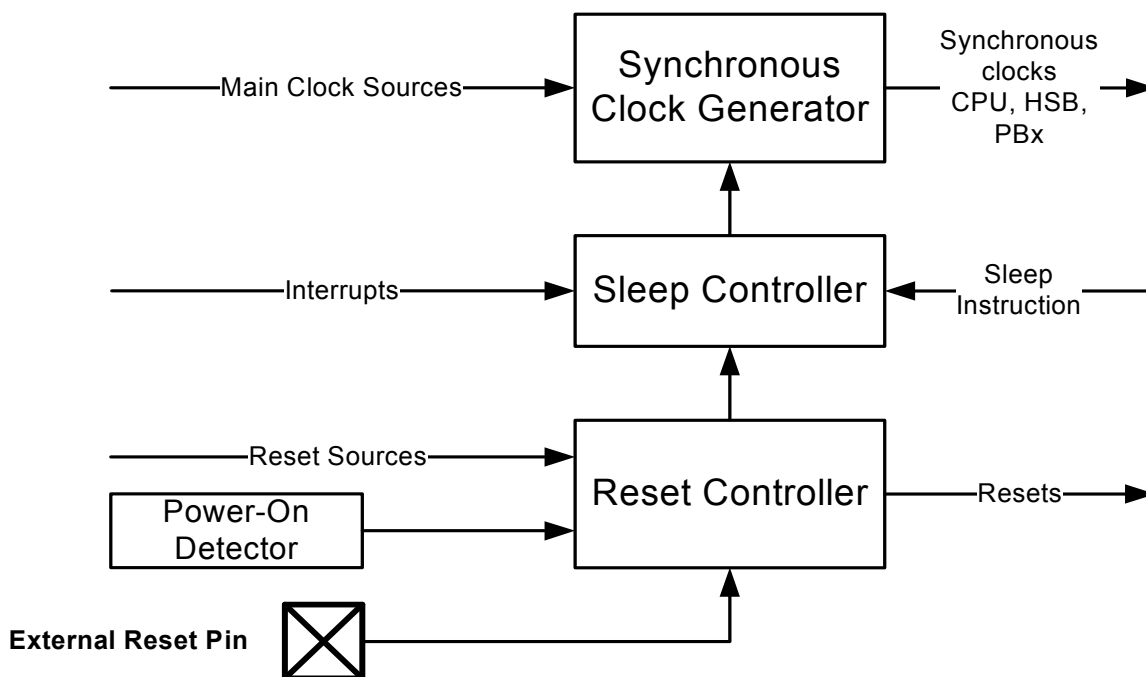 Main Clock Sources
Synchronous
Clock Generator
Synchronous
clocks
CPU, HSB,
PBx
Interrupts
Sleep Controller
Sleep
Instruction
Reset Sources
Reset Controller
Resets
Power-On
Detector
External Reset Pin